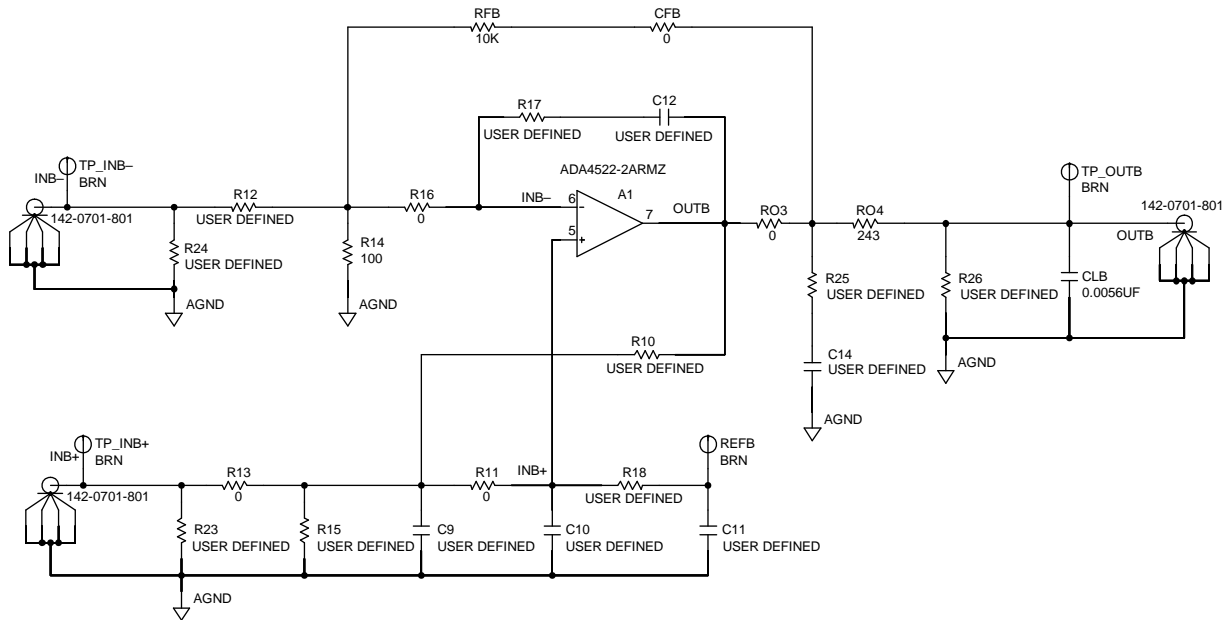 RFB
10K
CFB
0
R17
USER DEFINED
C12
USER DEFINED
ADA4522-2ARMZ
A1
TP_INB–
BRN
INB–
142-0701-801
R12
USER DEFINED
R16
0
INB–
6
–
5
+
7
OUTB
RO3
0
RO4
243
TP_OUTB
BRN
142-0701-801
OUTB
R24
USER DEFINED
AGND
R14
100
AGND
R25
USER DEFINED
R26
USER DEFINED
CLB
0.0056UF
AGND
R10
USER DEFINED
C14
USER DEFINED
AGND
TP_INB+
BRN
INB+
142-0701-801
R13
0
R11
0
INB+
R18
USER DEFINED
REFB
BRN
R23
USER DEFINED
R15
USER DEFINED
C9
USER DEFINED
C10
USER DEFINED
C11
USER DEFINED
AGND